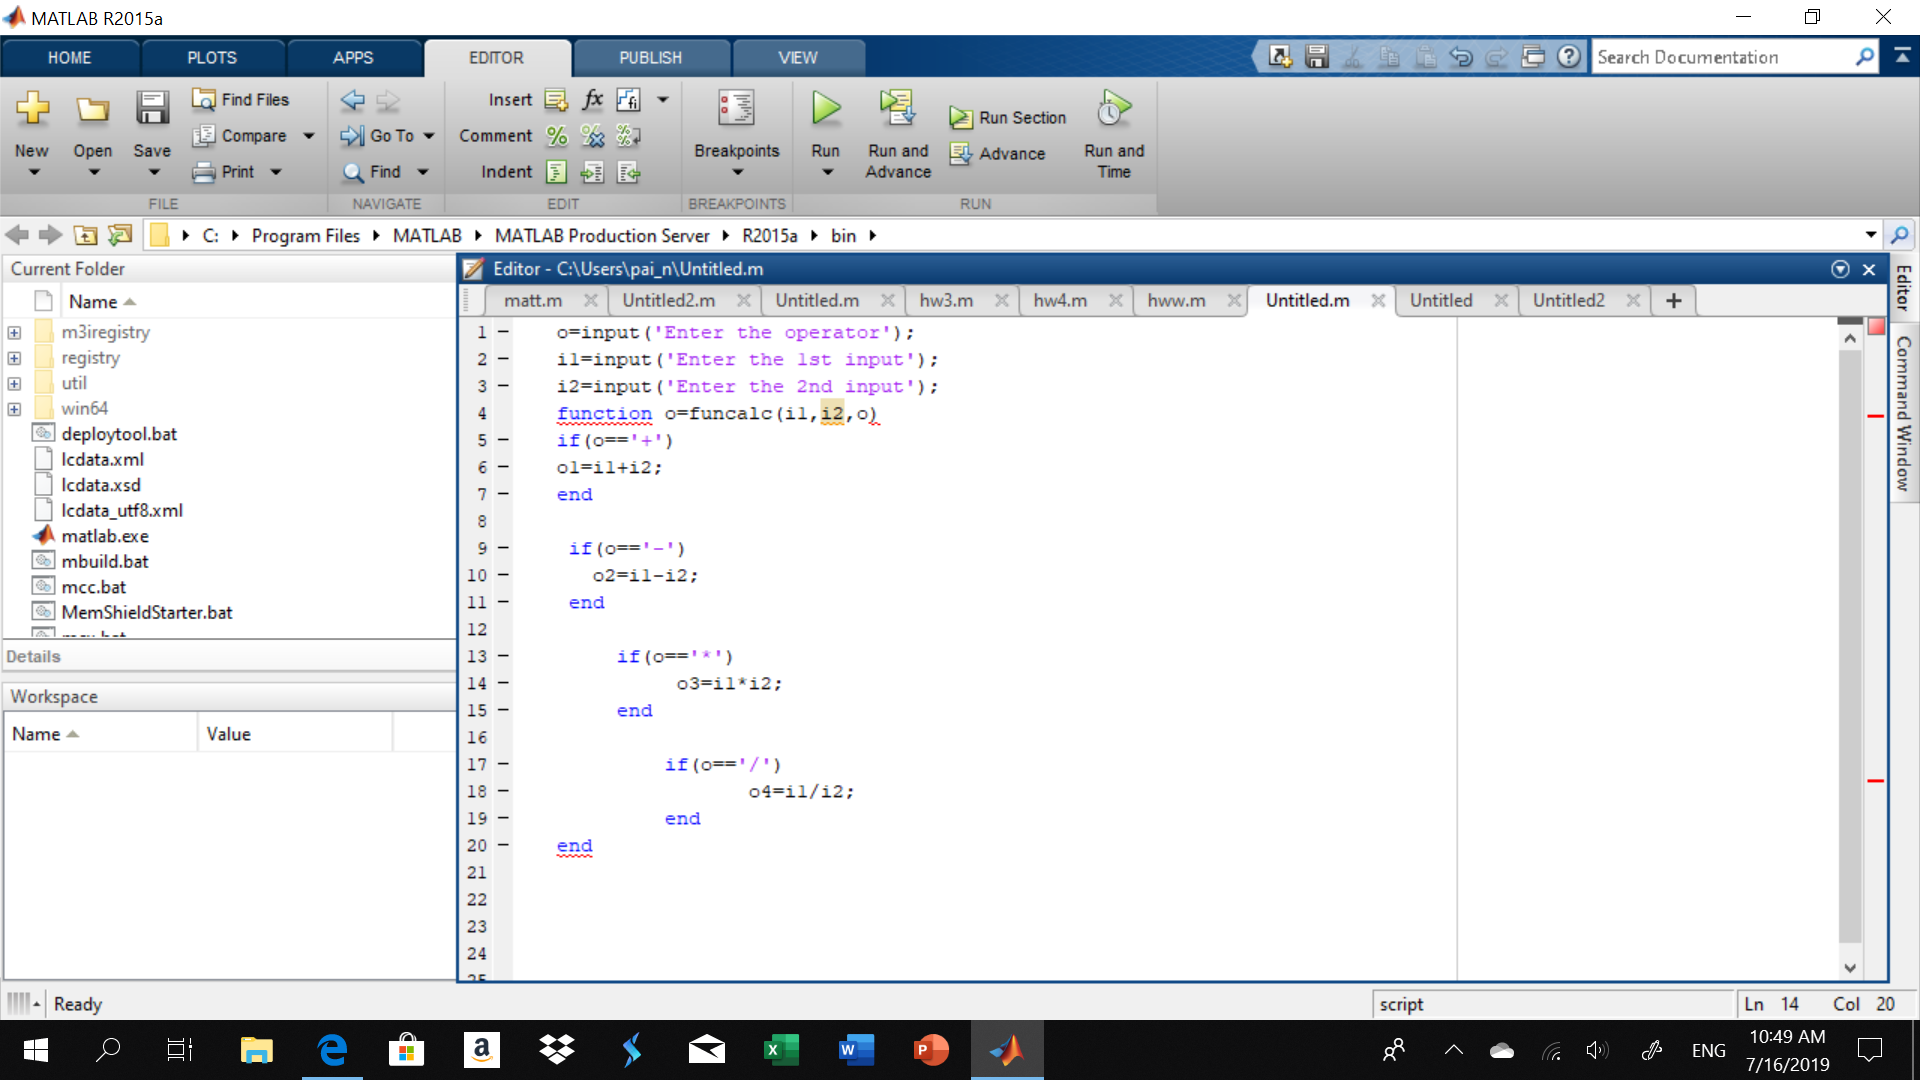 MATLAB R2015a
HOME PLOTS APPS EDITOR PUBLISH VIEW Search Documentation
New Open Save Find Files Compare Print
Go To Find
Insert Comment Indent
Breakpoints
Run Run and Advance Run Section Advance Run and Time
FILE NAVIGATE EDIT BREAKPOINTS RUN
C: Program Files MATLAB MATLAB Production Server R2015a bin
Current Folder
Name
m3iregistry
registry
util
win64
deploytool.bat
lcdata.xml
lcdata.xsd
lcdata_utf8.xml
matlab.exe
mbuild.bat
mcc.bat
MemShieldStarter.bat
Details
Workspace
Name Value
Editor - C:\Users\pai_n\Untitled.m
matt.m Untitled2.m Untitled.m hw3.m hw4.m hww.m Untitled.m Untitled Untitled2
1 o=input('Enter the operator');
2 i1=input('Enter the 1st input');
3 i2=input('Enter the 2nd input');
4 function o=funcalc(i1,i2,o)
5 if(o=='+')
6 o1=i1+i2;
7 end
8
9 if(o=='-')
10 o2=i1-i2;
11 end
12
13 if(o=='*')
14 o3=i1*i2;
15 end
16
17 if(o=='/')
18 o4=i1/i2;
19 end
20 end
21
22
23
24
Editor
Command Window
Ready script Ln 14 Col 20
ENG 10:49 AM
7/16/2019